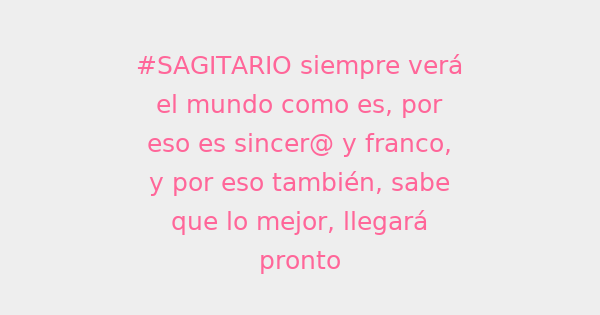 #SAGITARIO siempre verá
el mundo como es, por
eso es sincer@ y franco,
y por eso también, sabe
que lo mejor, llegará
pronto